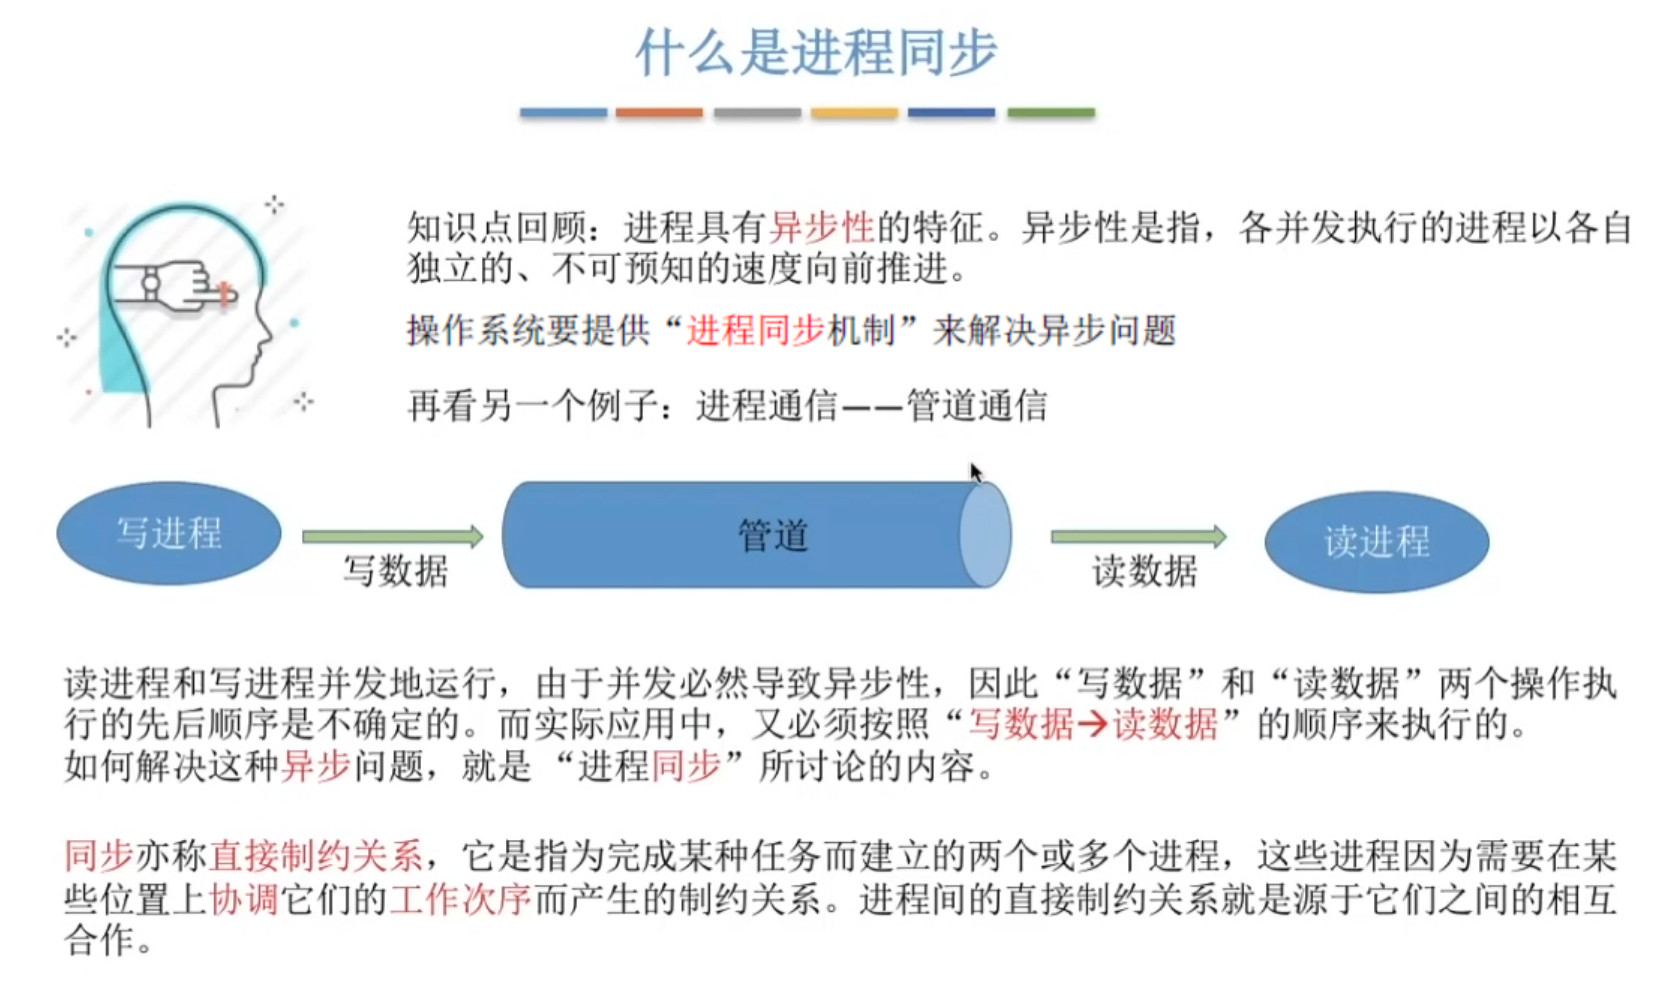 什么是进程同步
知识点回顾：进程具有异步性的特征。异步性是指，各并发执行的进程以各自
独立的、不可预知的速度向前推进。
操作系统要提供“进程同步机制”来解决异步问题
再看另一个例子：进程通信——管道通信
写进程
写数据
管道
读数据
读进程
读进程和写进程并发地运行，由于并发必然导致异步性，因此“写数据”和“读数据”两个操作执
行的先后顺序是不确定的。而实际应用中，又必须按照“写数据→读数据”的顺序来执行的。
如何解决这种异步问题，就是 “进程同步”所讨论的内容。
同步亦称直接制约关系，它是指为完成某种任务而建立的两个或多个进程，这些进程因为需要在某
些位置上协调它们的工作次序而产生的制约关系。进程间的直接制约关系就是源于它们之间的相互
合作。